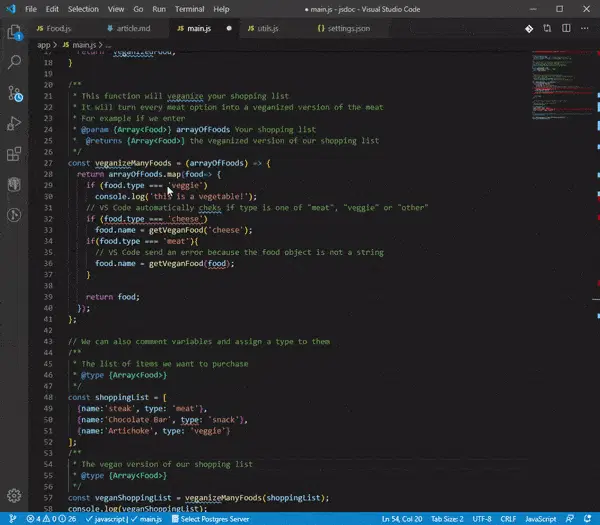 File Edit Selection View Go Run Terminal Help
● main.js - jsdoc - Visual Studio Code
JS Food.js
article.md
JS main.js ●
JS utils.js
{} settings.json
app > JS main.js > ...
17 return veganizedFood;
18 }
19
20 /**
21 * This function will veganize your shopping list
22 * It will turn every meat option into a veganized version of the meat
23 * For example if we enter
24 * @param {Array<Food>} arrayOfFoods Your shopping list
25 * @returns {Array<Food>} the veganized version of our shopping list
26 */
27 const veganizeManyFoods = (arrayOfFoods) => {
28 return arrayOfFoods.map(food=> {
29 if (food.type === 'veggie')
30 console.log('this is a vegetable!');
31 // VS Code automatically cheks if type is one of "meat", "veggie" or "other"
32 if (food.type === 'cheese')
33 food.name = getVeganFood('cheese');
34 if(food.type === 'meat'){
35 // VS Code send an error because the food object is not a string
36 food.name = getVeganFood(food);
37 }
38
39 return food;
40 });
41 };
42
43 // We can also comment variables and assign a type to them
44 /**
45 * The list of items we want to purchase
46 * @type {Array<Food>}
47 */
48 const shoppingList = [
49 {name:'steak', type: 'meat'},
50 {name:'Chocolate Bar', type: 'snack'},
51 {name:'Artichoke', type: 'veggie'}
52 ];
53 /**
54 * The vegan version of our shopping list
55 * @type {Array<Food>}
56 */
57 const veganShoppingList = veganizeManyFoods(shoppingList);
58 console.log(veganShoppingList);
0 0 26 javascript | main.js Select Postgres Server Ln 54, Col 20 Tab Size: 2 UTF-8 CRLF JavaScript